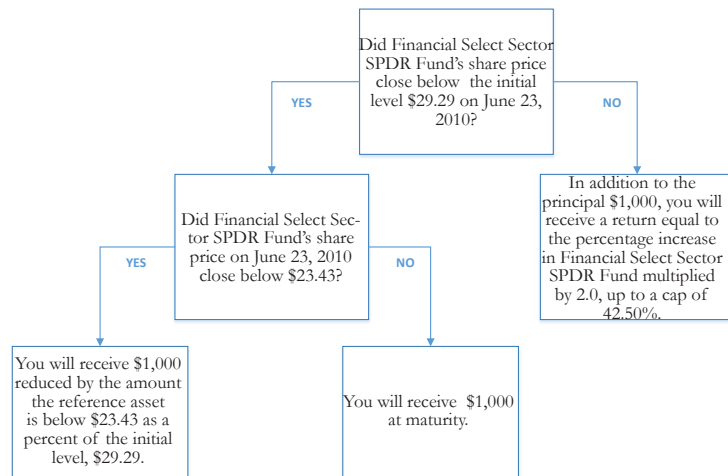 Did Financial Select Sector
SPDR Fund's share price
close below the initial
level $29.29 on June 23,
2010?
YES
NO
Did Financial Select Sec-
tor SPDR Fund's share
price on June 23, 2010
close below $23.43?
In addition to the
principal $1,000, you will
receive a return equal to
the percentage increase
in Financial Select Sector
SPDR Fund multiplied
by 2.0, up to a cap of
42.50%.
YES
NO
You will receive $1,000
reduced by the amount
the reference asset
is below $23.43 as a
percent of the initial
level, $29.29.
You will receive $1,000
at maturity.